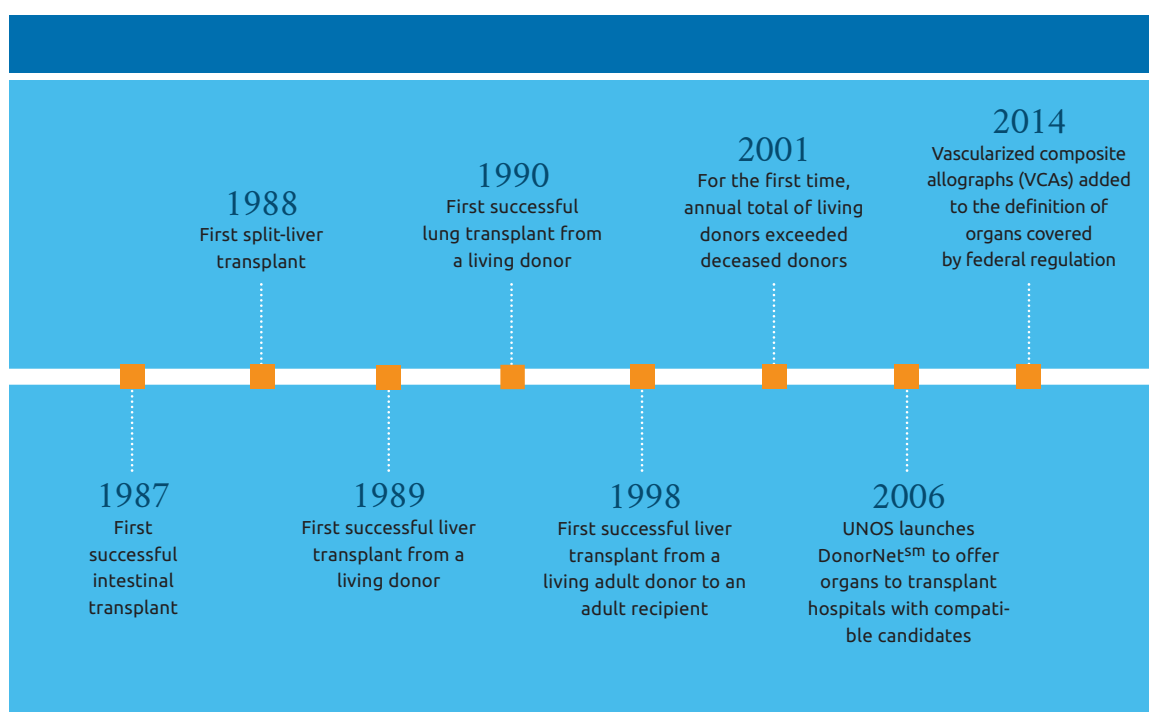 1987
First
successful
intestinal
transplant
1988
First split-liver
transplant
1989
First successful liver
transplant from a
living donor
1990
First successful
lung transplant from
a living donor
1998
First successful liver
transplant from a
living adult donor to an
adult recipient
2001
For the first time,
annual total of living
donors exceeded
deceased donors
2006
UNOS launches
DonorNetsm to offer
organs to transplant
hospitals with compati-
ble candidates
2014
Vascularized composite
allographs (VCAs) added
to the definition of
organs covered
by federal regulation